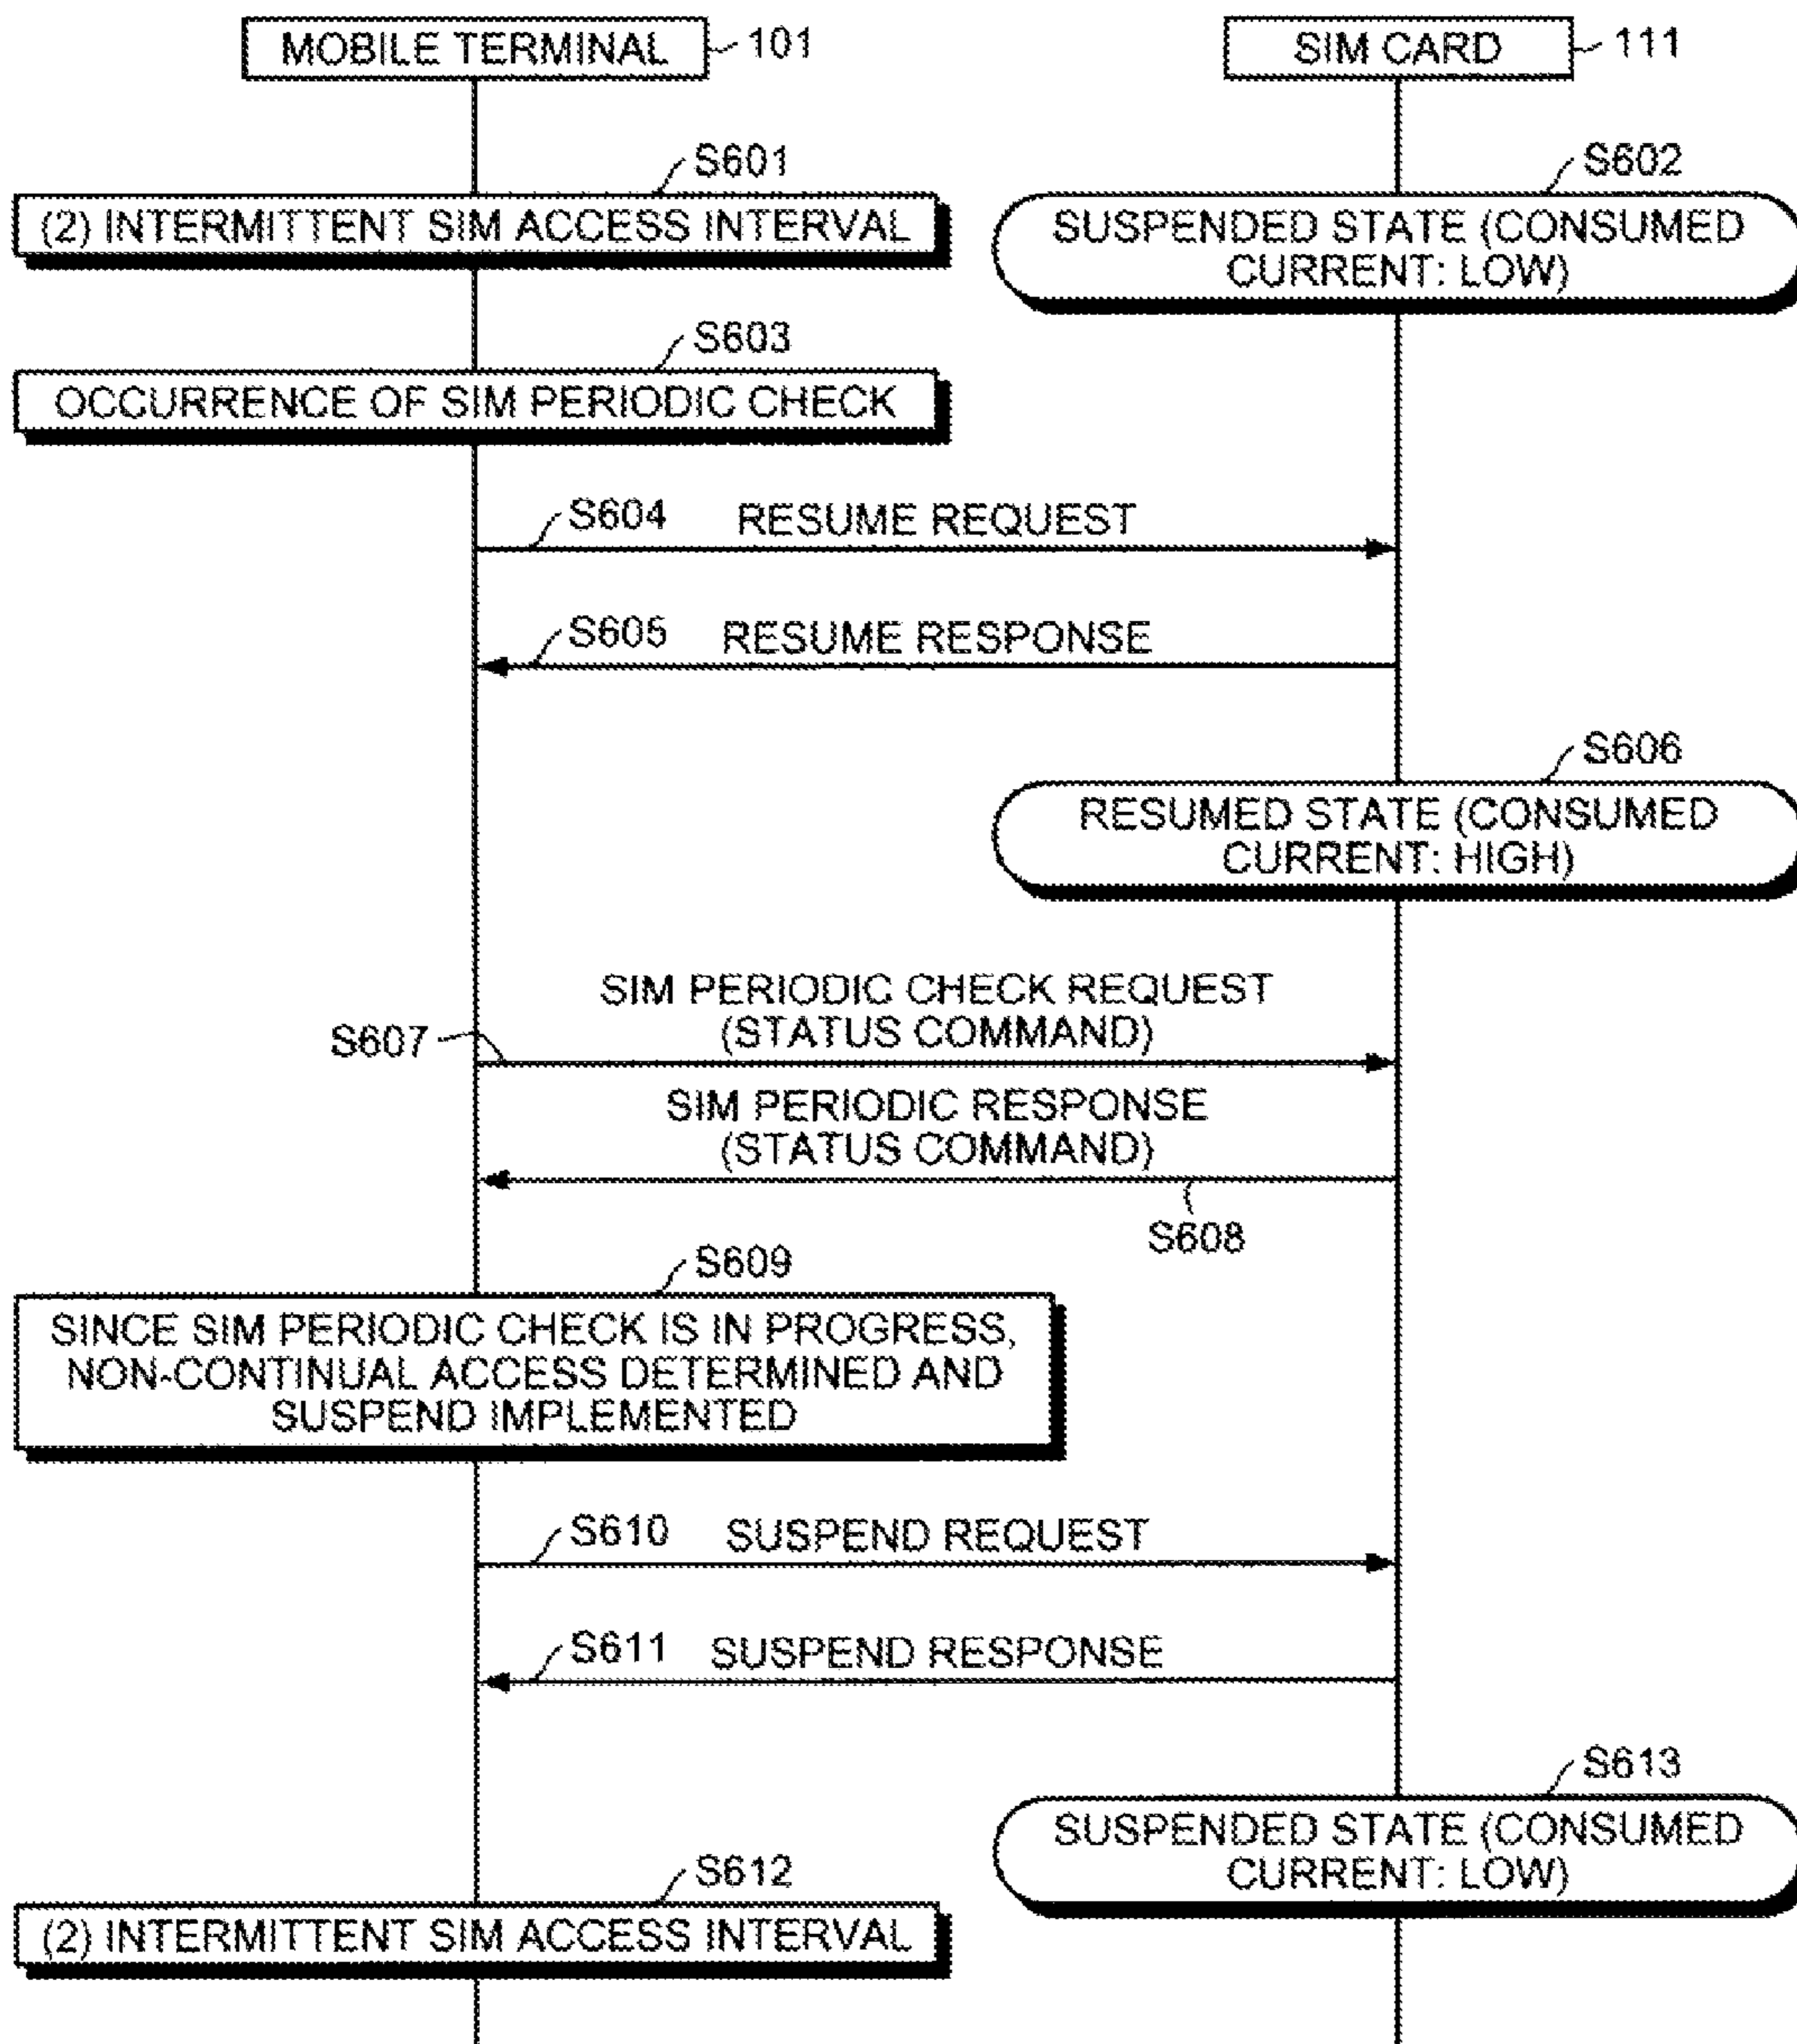 MOBILE TERMINAL
101
SIM CARD
111
S601
S602
(2) INTERMITTENT SIM ACCESS INTERVAL
SUSPENDED STATE (CONSUMED
CURRENT: LOW)
S603
OCCURRENCE OF SIM PERIODIC CHECK
S604
RESUME REQUEST
S605
RESUME RESPONSE
S606
RESUMED STATE (CONSUMED
CURRENT: HIGH)
SIM PERIODIC CHECK REQUEST
(STATUS COMMAND)
S607
SIM PERIODIC RESPONSE
(STATUS COMMAND)
S608
S609
SINCE SIM PERIODIC CHECK IS IN PROGRESS,
NON-CONTINUAL ACCESS DETERMINED AND
SUSPEND IMPLEMENTED
S610
SUSPEND REQUEST
S611
SUSPEND RESPONSE
S613
SUSPENDED STATE (CONSUMED
CURRENT: LOW)
S612
(2) INTERMITTENT SIM ACCESS INTERVAL